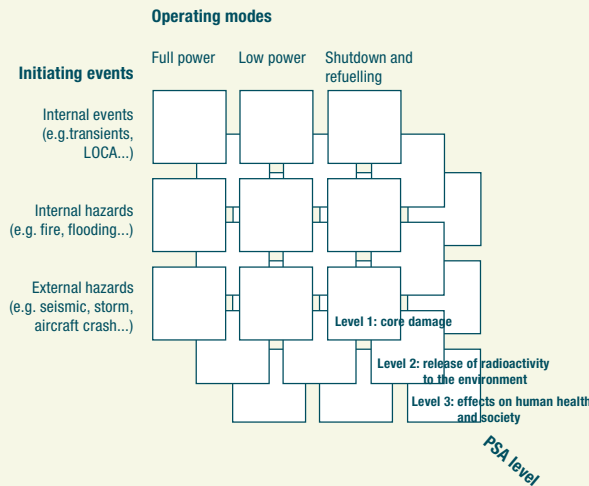 Operating modes
Full power
Low power
Shutdown and
refuelling
Initiating events
Internal events
(e.g.transients,
LOCA...)
Internal hazards
(e.g. fire, flooding...)
External hazards
(e.g. seismic, storm,
aircraft crash...)
Level 1: core damage
Level 2: release of radioactivity
to the environment
Level 3: effects on human health
and society
PSA level